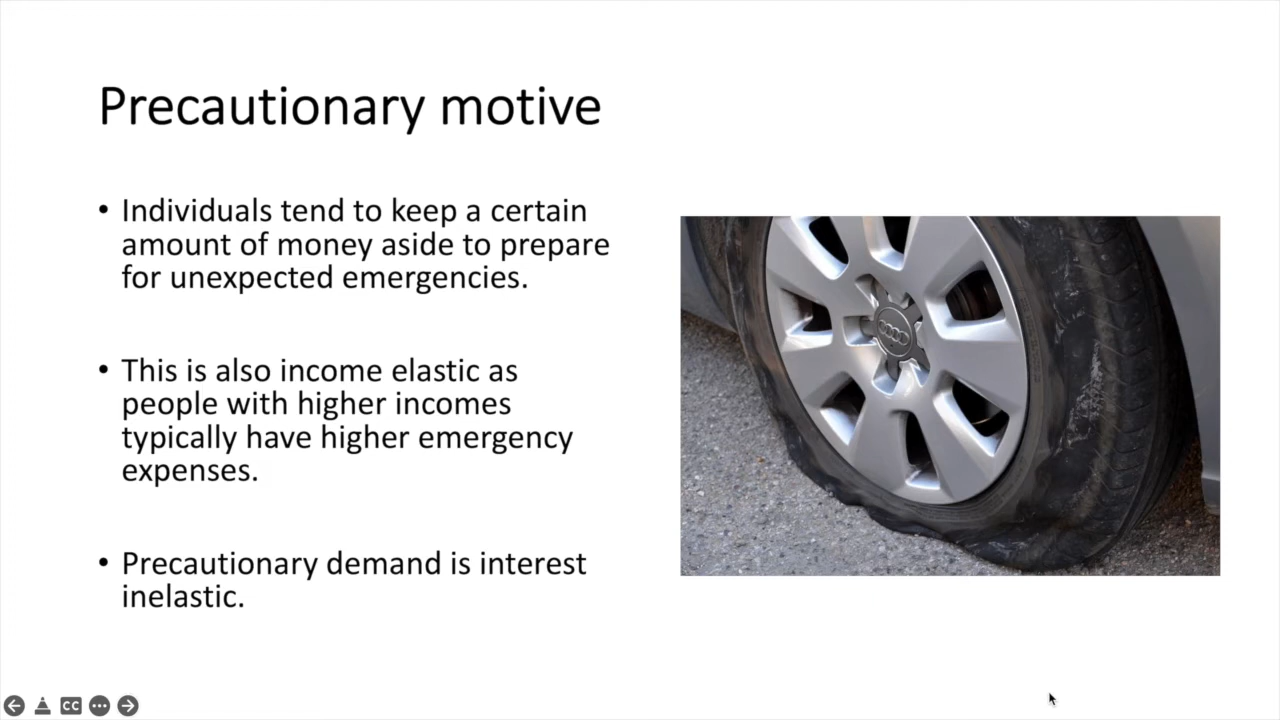 Precautionary motive
• Individuals tend to keep a certain
amount of money aside to prepare
for unexpected emergencies.
• This is also income elastic as
people with higher incomes
typically have higher emergency
expenses.
• Precautionary demand is interest
inelastic.
CC